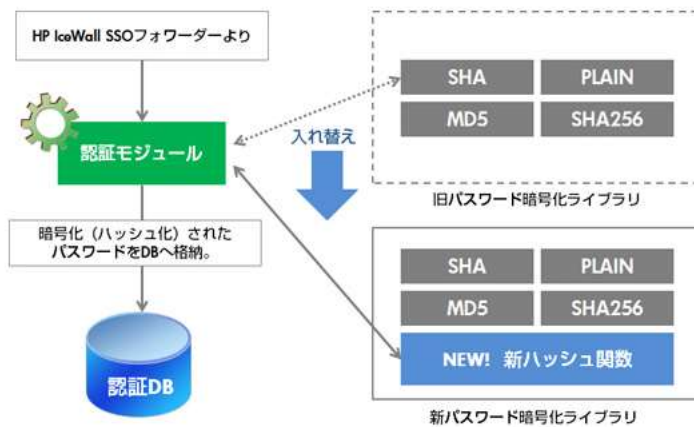 HP IceWall SSOフォワーダーより
認証モジュール
暗号化（ハッシュ化）された
パスワードをDBへ格納。
認証DB
入れ替え
SHA
PLAIN
MD5
SHA256
旧パスワード暗号化ライブラリ
SHA
PLAIN
MD5
SHA256
NEW! 新ハッシュ関数
新パスワード暗号化ライブラリ